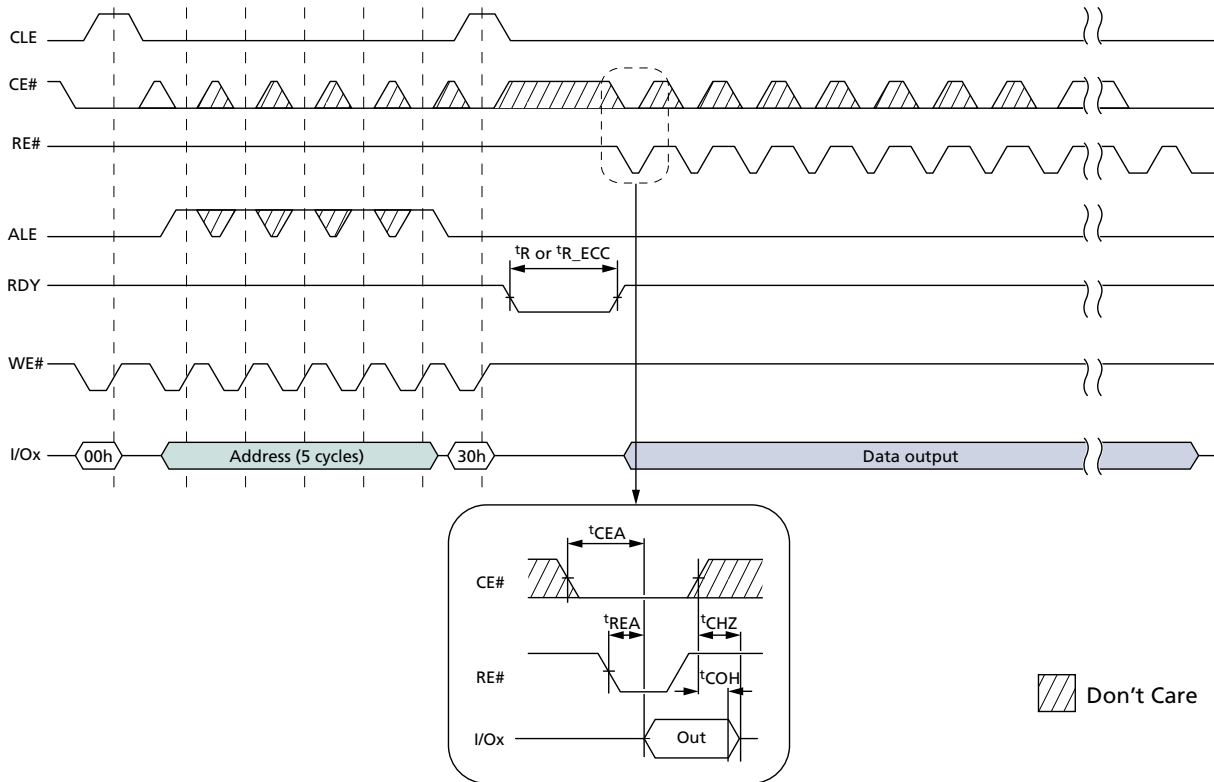 CLE
CE#
RE#
ALE
tR or tR_ECC
RDY
WE#
I/Ox 00h Address (5 cycles) 30h Data output
tCEA
CE#
tREA tCHZ
RE#
tCOH
I/Ox Out
Don't Care